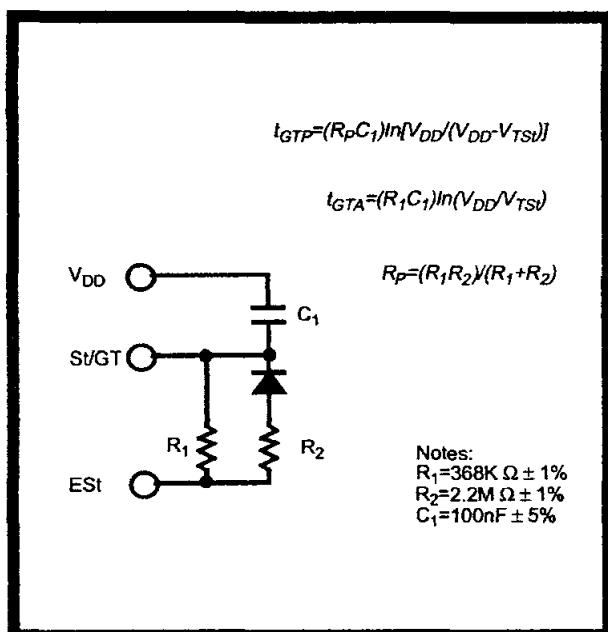 t_GTP=(R_PC_1)ln[V_DD/(V_DD-V_TSt)]
t_GTA=(R_1C_1)ln(V_DD/V_TSt)
R_P=(R_1R_2)/(R_1+R_2)
V_DD
C_1
St/GT
R_1
R_2
ESt
Notes:
R_1=368K Ω ± 1%
R_2=2.2M Ω ± 1%
C_1=100nF ± 5%